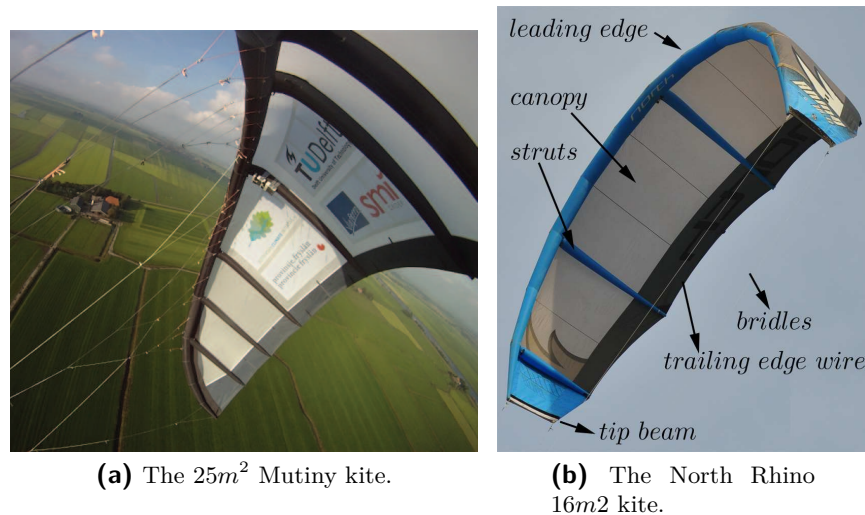 TUDelft
smi
north
leading edge
canopy
struts
bridles
trailing edge wire
tip beam
(a) The 25m² Mutiny kite.
(b) The North Rhino
16m2 kite.